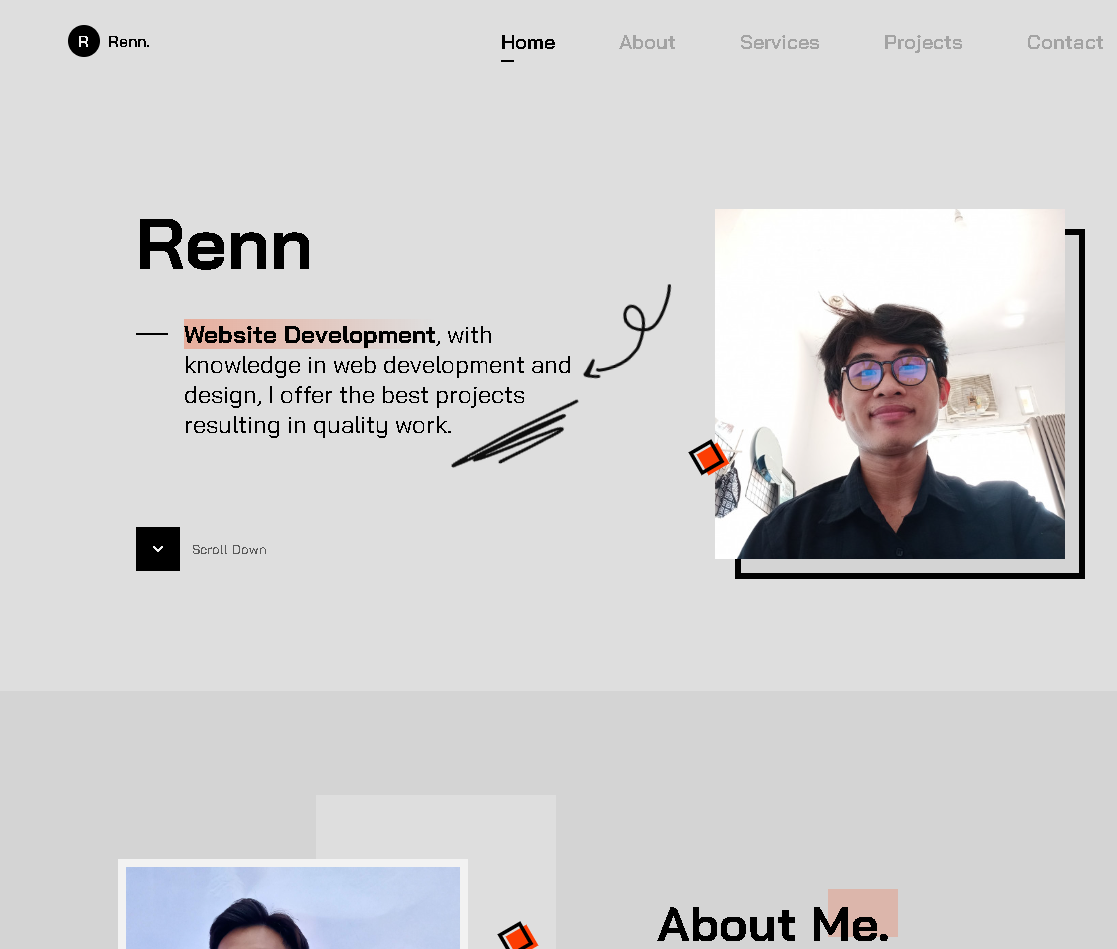 R Renn.
Home About Services Projects Contact
Renn
Website Development, with
knowledge in web development and
design, I offer the best projects
resulting in quality work.
Scroll Down
About Me.